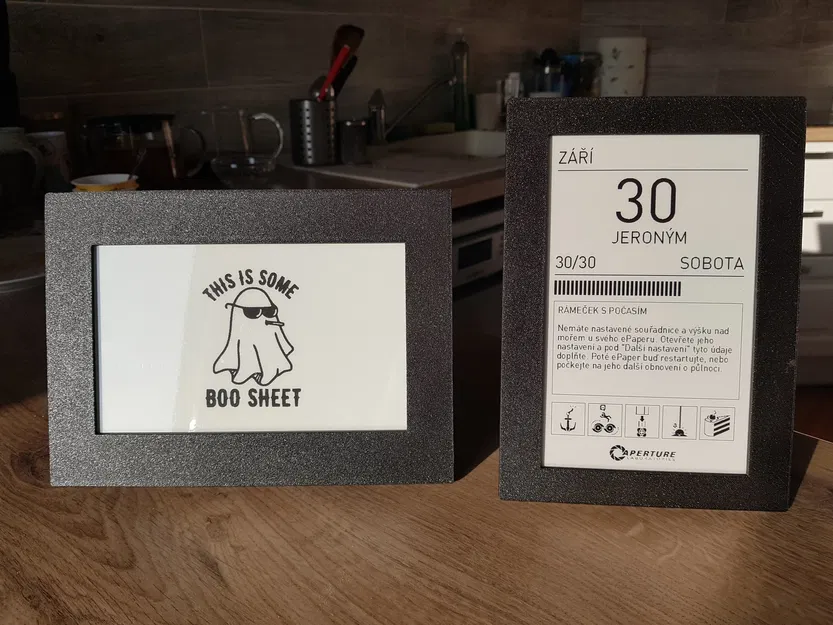 THIS IS SOME
BOO SHEET
ZÁŘÍ
30
JERONÝM
30/30 SOBOTA
RÁMEČEK S POČASÍM
Nemáte nastavené souřadnice a výšku nad
mořem u svého ePaperu. Otevřete jeho
nastavení a pod "Další nastavení" tyto údaje
doplňte. Poté ePaper buď restartujte, nebo
počkejte na jeho další obnovení o půlnoci.
APERTURE
LABORATORIES